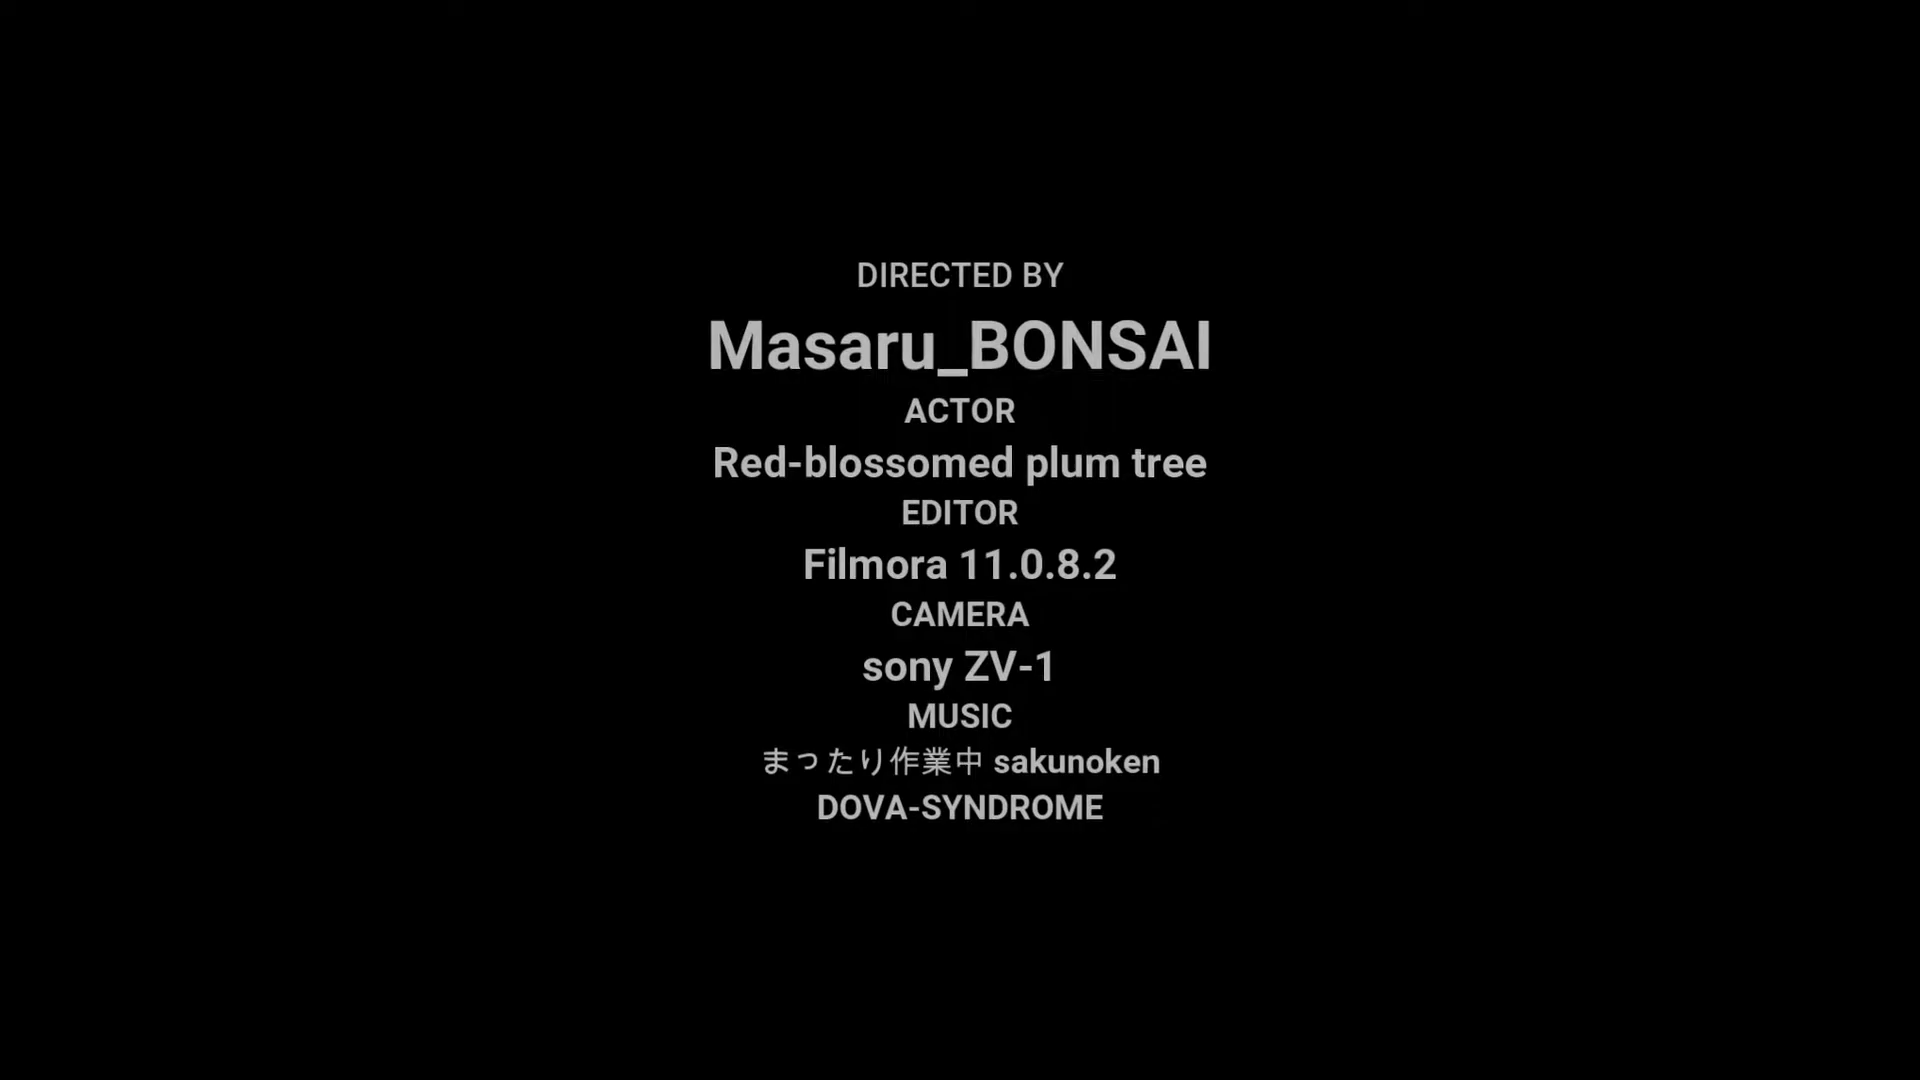 DIRECTED BY
Masaru_BONSAI
ACTOR
Red-blossomed plum tree
EDITOR
Filmora 11.0.8.2
CAMERA
sony ZV-1
MUSIC
まったり作業中 sakunoken
DOVA-SYNDROME